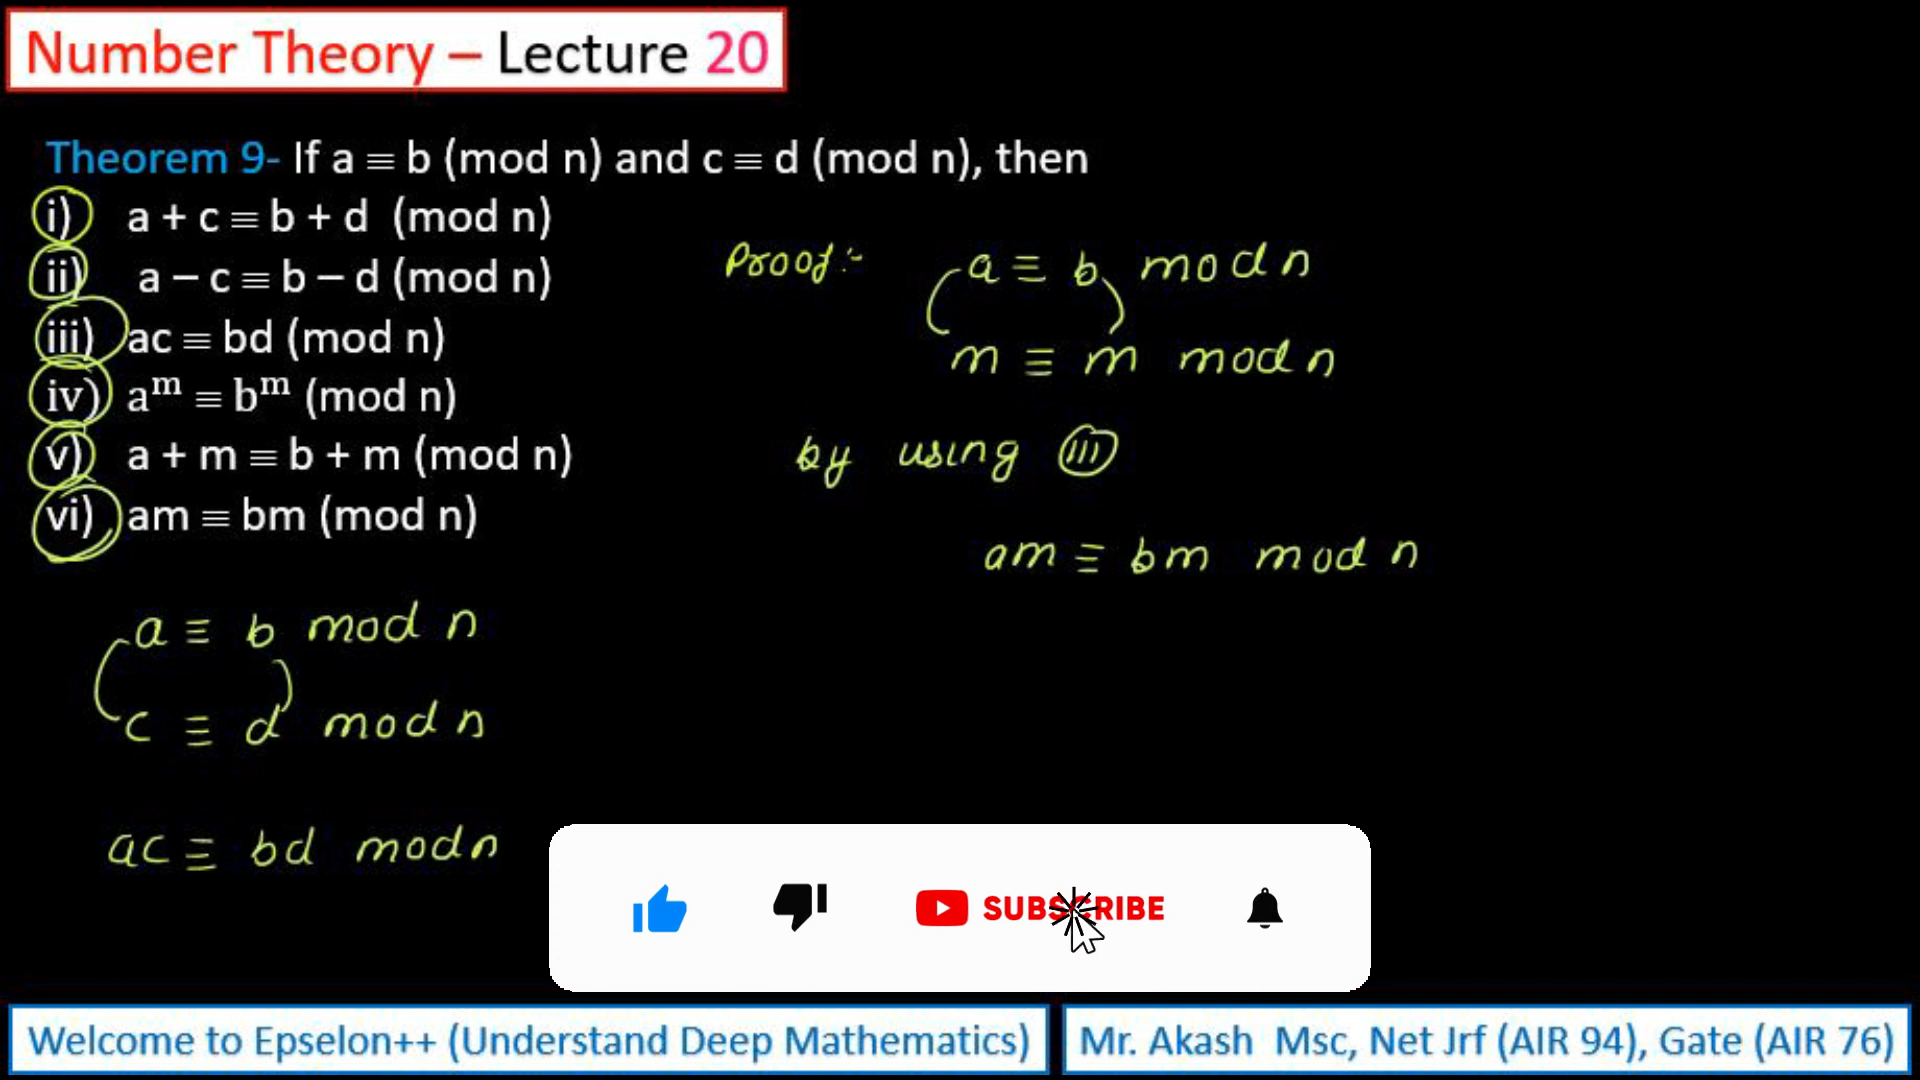 Number Theory – Lecture 20
Theorem 9- If a ≡ b (mod n) and c ≡ d (mod n), then
i) a + c ≡ b + d (mod n)
ii) a – c ≡ b – d (mod n)
iii) ac ≡ bd (mod n)
iv) aᵐ ≡ bᵐ (mod n)
v) a + m ≡ b + m (mod n)
vi) am ≡ bm (mod n)
a ≡ b mod n
c ≡ d mod n
ac ≡ bd mod n
Proof :-
a ≡ b mod n
m ≡ m mod n
by using (iii)
am ≡ bm mod n
SUBSCRIBE
Welcome to Epselon++ (Understand Deep Mathematics)
Mr. Akash Msc, Net Jrf (AIR 94), Gate (AIR 76)